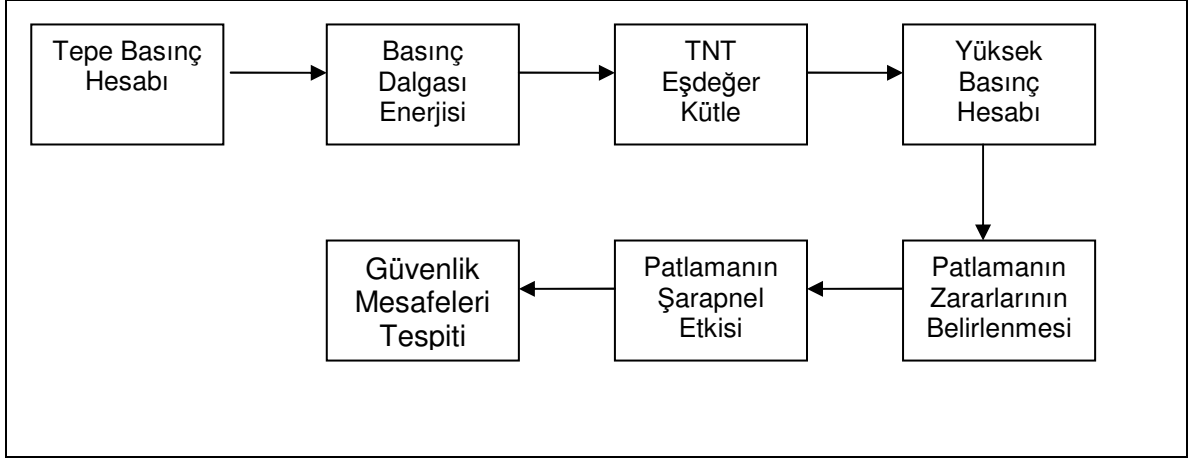 Tepe Basınç
Hesabı
Basınç
Dalgası
Enerjisi
TNT
Eşdeğer
Kütle
Yüksek
Basınç
Hesabı
Patlamanın
Zararlarının
Belirlenmesi
Patlamanın
Şarapnel
Etkisi
Güvenlik
Mesafeleri
Tespiti